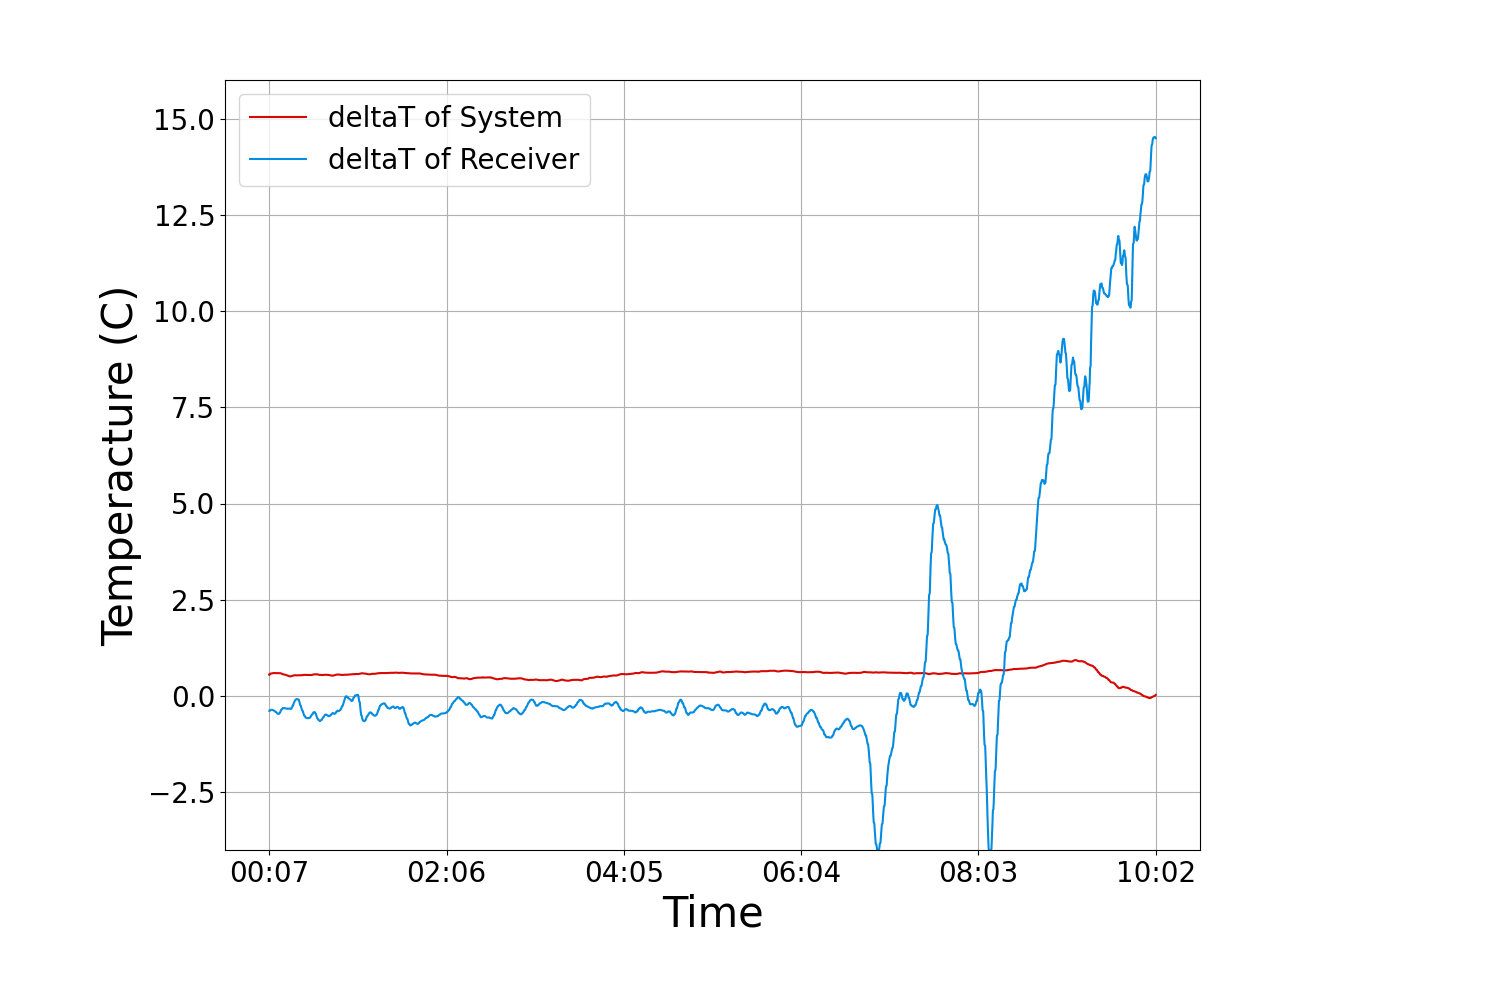 deltaT of System
deltaT of Receiver
15.0
12.5
10.0
7.5
5.0
2.5
0.0
−2.5
Temperacture (C)
00:07 02:06 04:05 06:04 08:03 10:02
Time